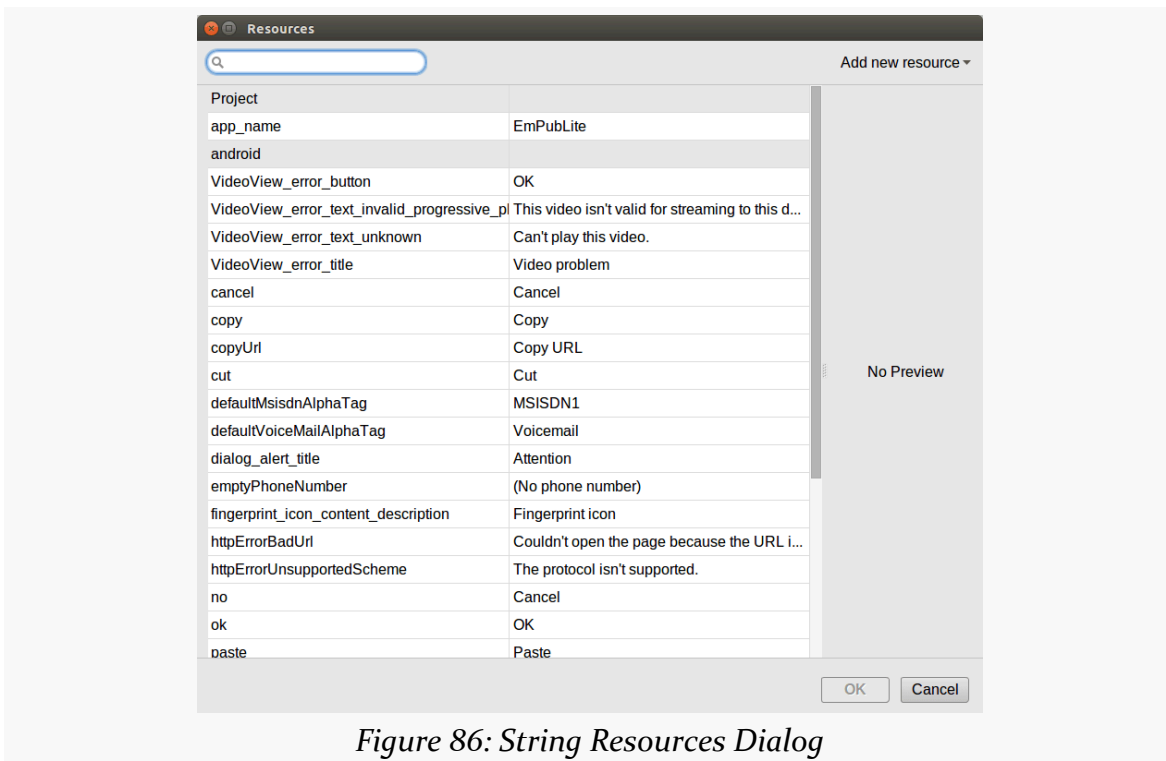 Resources
Add new resource
Project
app_name EmPubLite
android
VideoView_error_button OK
VideoView_error_text_invalid_progressive_pl This video isn't valid for streaming to this d...
VideoView_error_text_unknown Can't play this video.
VideoView_error_title Video problem
cancel Cancel
copy Copy
copyUrl Copy URL
cut Cut
No Preview
defaultMsisdnAlphaTag MSISDN1
defaultVoiceMailAlphaTag Voicemail
dialog_alert_title Attention
emptyPhoneNumber (No phone number)
fingerprint_icon_content_description Fingerprint icon
httpErrorBadUrl Couldn't open the page because the URL i...
httpErrorUnsupportedScheme The protocol isn't supported.
no Cancel
ok OK
paste Paste
OK Cancel
Figure 86: String Resources Dialog